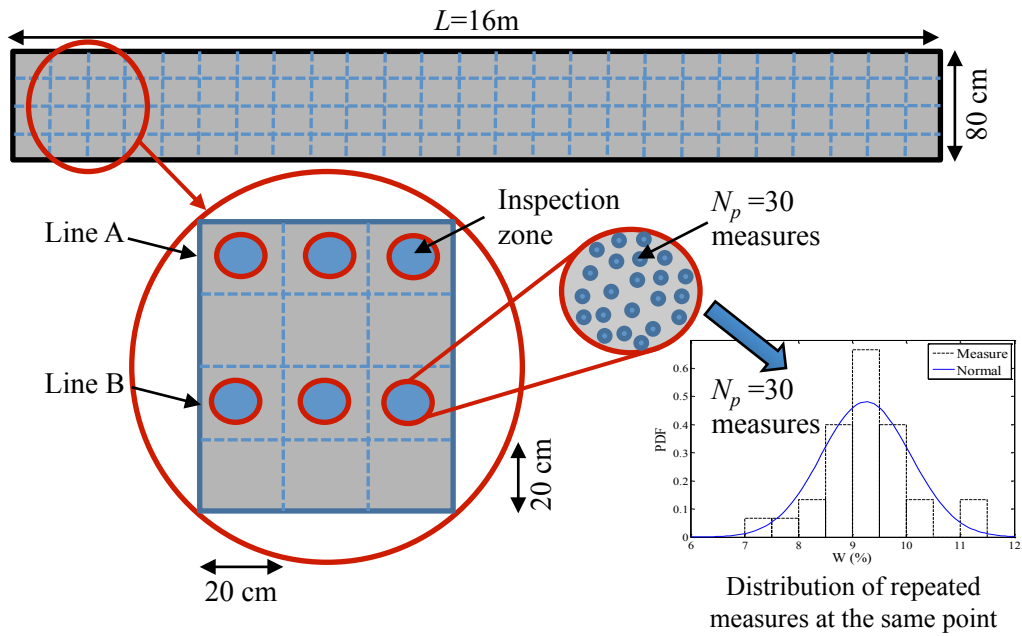 L=16m
80 cm
Line A
Inspection
zone
Np =30
measures
Line B
20 cm
20 cm
Np =30
measures
Measure
Normal
PDF
0.6
0.5
0.4
0.3
0.2
0.1
0
6 7 8 9 10 11 12
W (%)
Distribution of repeated
measures at the same point